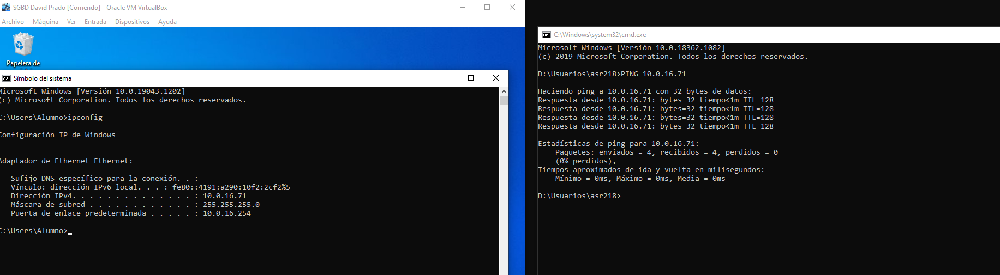 SGBD David Prado [Corriendo] - Oracle VM VirtualBox
Archivo Máquina Ver Entrada Dispositivos Ayuda
Papelera de
Símbolo del sistema
Microsoft Windows [Versión 10.0.19043.1202]
(c) Microsoft Corporation. Todos los derechos reservados.
C:\Users\Alumno>ipconfig
Configuración IP de Windows
Adaptador de Ethernet Ethernet:
Sufijo DNS específico para la conexión. . :
Vínculo: dirección IPv6 local. . . : fe80::4191:a290:10f2:2cf2%5
Dirección IPv4. . . . . . . . . . . . . . : 10.0.16.71
Máscara de subred . . . . . . . . . . . . : 255.255.255.0
Puerta de enlace predeterminada . . . . . : 10.0.16.254
C:\Users\Alumno>
C:\Windows\system32\cmd.exe
Microsoft Windows [Versión 10.0.18362.1082]
(c) 2019 Microsoft Corporation. Todos los derechos reservados.
D:\Usuarios\asr218>PING 10.0.16.71
Haciendo ping a 10.0.16.71 con 32 bytes de datos:
Respuesta desde 10.0.16.71: bytes=32 tiempo<1m TTL=128
Respuesta desde 10.0.16.71: bytes=32 tiempo<1m TTL=128
Respuesta desde 10.0.16.71: bytes=32 tiempo<1m TTL=128
Respuesta desde 10.0.16.71: bytes=32 tiempo<1m TTL=128
Estadísticas de ping para 10.0.16.71:
Paquetes: enviados = 4, recibidos = 4, perdidos = 0
(0% perdidos),
Tiempos aproximados de ida y vuelta en milisegundos:
Mínimo = 0ms, Máximo = 0ms, Media = 0ms
D:\Usuarios\asr218>